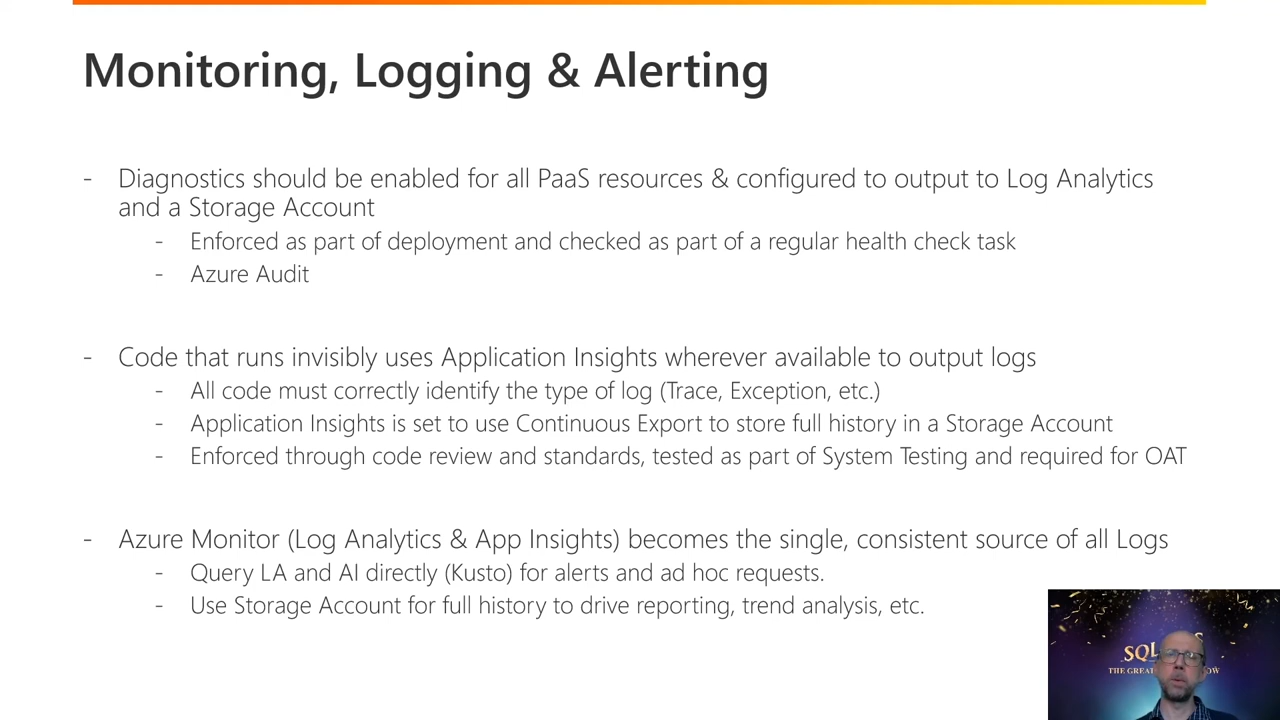 Monitoring, Logging & Alerting
- Diagnostics should be enabled for all PaaS resources & configured to output to Log Analytics
and a Storage Account
- Enforced as part of deployment and checked as part of a regular health check task
- Azure Audit
- Code that runs invisibly uses Application Insights wherever available to output logs
- All code must correctly identify the type of log (Trace, Exception, etc.)
- Application Insights is set to use Continuous Export to store full history in a Storage Account
- Enforced through code review and standards, tested as part of System Testing and required for OAT
- Azure Monitor (Log Analytics & App Insights) becomes the single, consistent source of all Logs
- Query LA and AI directly (Kusto) for alerts and ad hoc requests.
- Use Storage Account for full history to drive reporting, trend analysis, etc.
THE